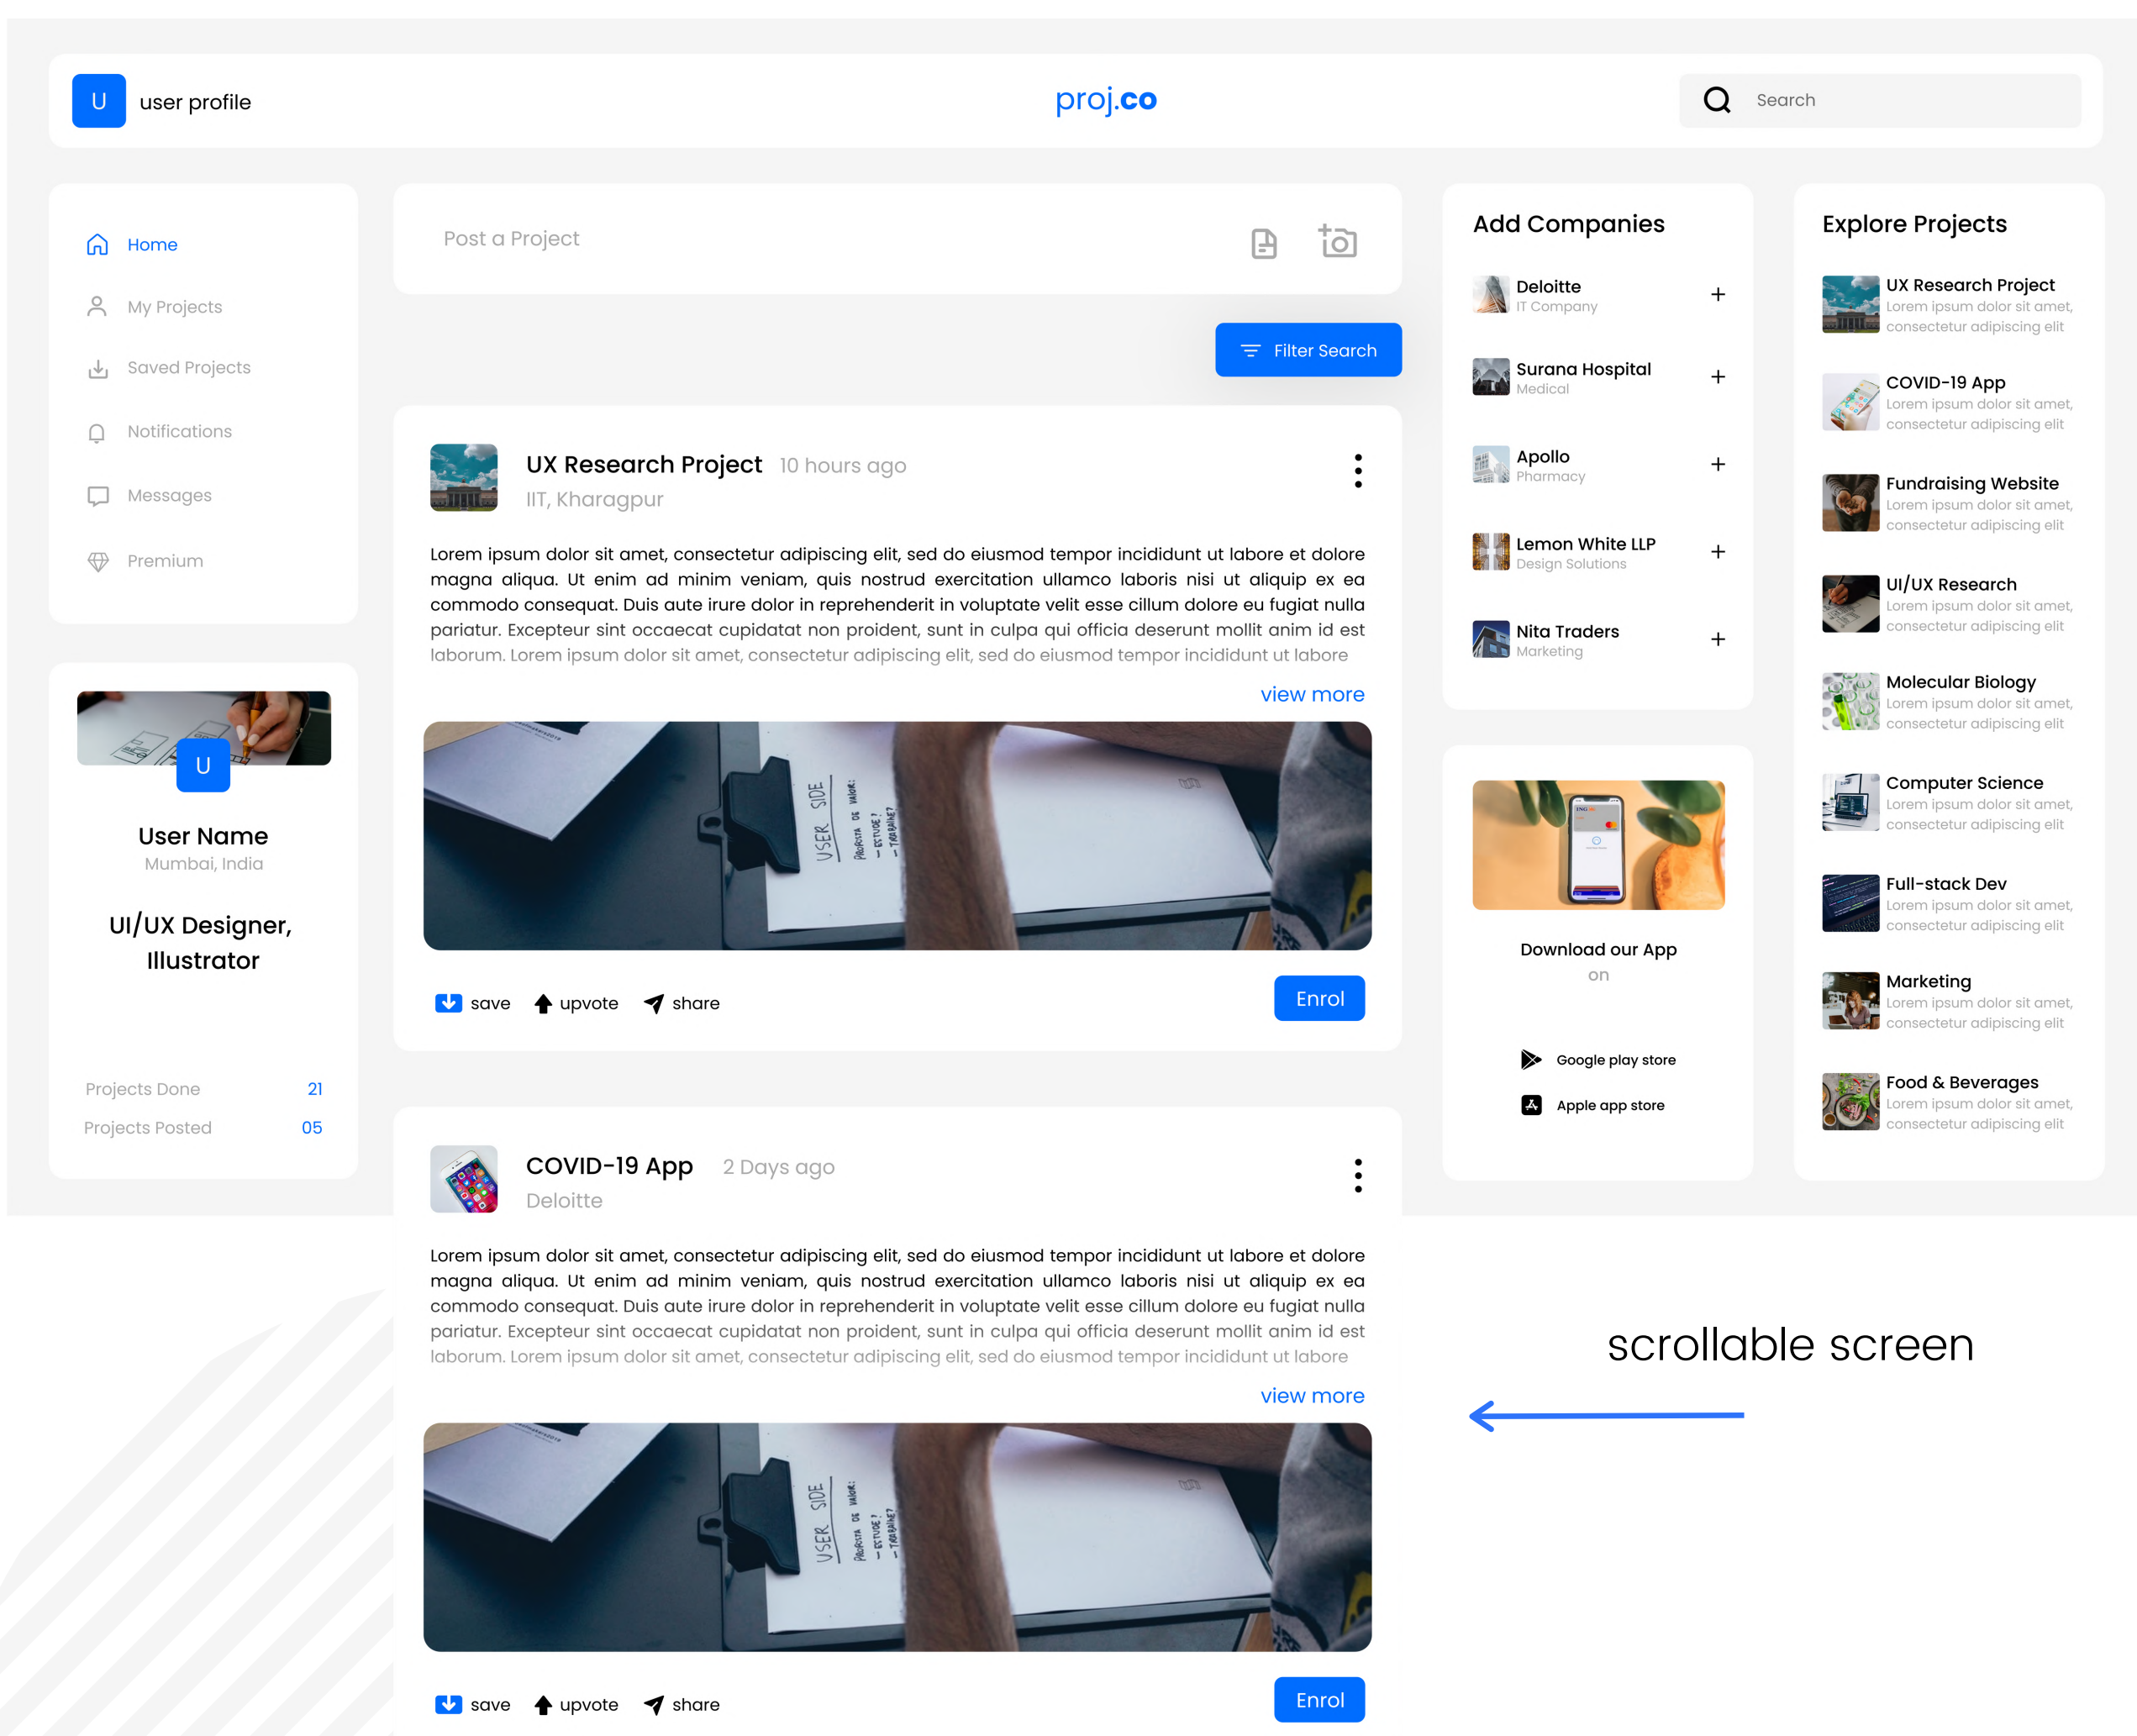 U
user profile
proj.co
Search
Home
My Projects
Saved Projects
Notifications
Messages
Premium
U
User Name
Mumbai, India
UI/UX Designer,
Illustrator
Projects Done 21
Projects Posted 05
Post a Project
Filter Search
UX Research Project 10 hours ago
IIT, Kharagpur
Lorem ipsum dolor sit amet, consectetur adipiscing elit, sed do eiusmod tempor incididunt ut labore et dolore
magna aliqua. Ut enim ad minim veniam, quis nostrud exercitation ullamco laboris nisi ut aliquip ex ea
commodo consequat. Duis aute irure dolor in reprehenderit in voluptate velit esse cillum dolore eu fugiat nulla
pariatur. Excepteur sint occaecat cupidatat non proident, sunt in culpa qui officia deserunt mollit anim id est
laborum. Lorem ipsum dolor sit amet, consectetur adipiscing elit, sed do eiusmod tempor incididunt ut labore
view more
USER SIDE
PROPOSTA DE VALOR:
- ESTUDE?
- TRABALHE?
save
upvote
share
Enrol
COVID-19 App 2 Days ago
Deloitte
Lorem ipsum dolor sit amet, consectetur adipiscing elit, sed do eiusmod tempor incididunt ut labore et dolore
magna aliqua. Ut enim ad minim veniam, quis nostrud exercitation ullamco laboris nisi ut aliquip ex ea
commodo consequat. Duis aute irure dolor in reprehenderit in voluptate velit esse cillum dolore eu fugiat nulla
pariatur. Excepteur sint occaecat cupidatat non proident, sunt in culpa qui officia deserunt mollit anim id est
laborum. Lorem ipsum dolor sit amet, consectetur adipiscing elit, sed do eiusmod tempor incididunt ut labore
view more
USER SIDE
PROPOSTA DE VALOR:
- ESTUDE?
- TRABALHE?
save
upvote
share
Enrol
Add Companies
Deloitte
IT Company
+
Surana Hospital
Medical
+
Apollo
Pharmacy
+
Lemon White LLP
Design Solutions
+
Nita Traders
Marketing
+
ING
Download our App
on
Google play store
Apple app store
Explore Projects
UX Research Project
Lorem ipsum dolor sit amet,
consectetur adipiscing elit
COVID-19 App
Lorem ipsum dolor sit amet,
consectetur adipiscing elit
Fundraising Website
Lorem ipsum dolor sit amet,
consectetur adipiscing elit
UI/UX Research
Lorem ipsum dolor sit amet,
consectetur adipiscing elit
Molecular Biology
Lorem ipsum dolor sit amet,
consectetur adipiscing elit
Computer Science
Lorem ipsum dolor sit amet,
consectetur adipiscing elit
Full-stack Dev
Lorem ipsum dolor sit amet,
consectetur adipiscing elit
Marketing
Lorem ipsum dolor sit amet,
consectetur adipiscing elit
Food & Beverages
Lorem ipsum dolor sit amet,
consectetur adipiscing elit
scrollable screen